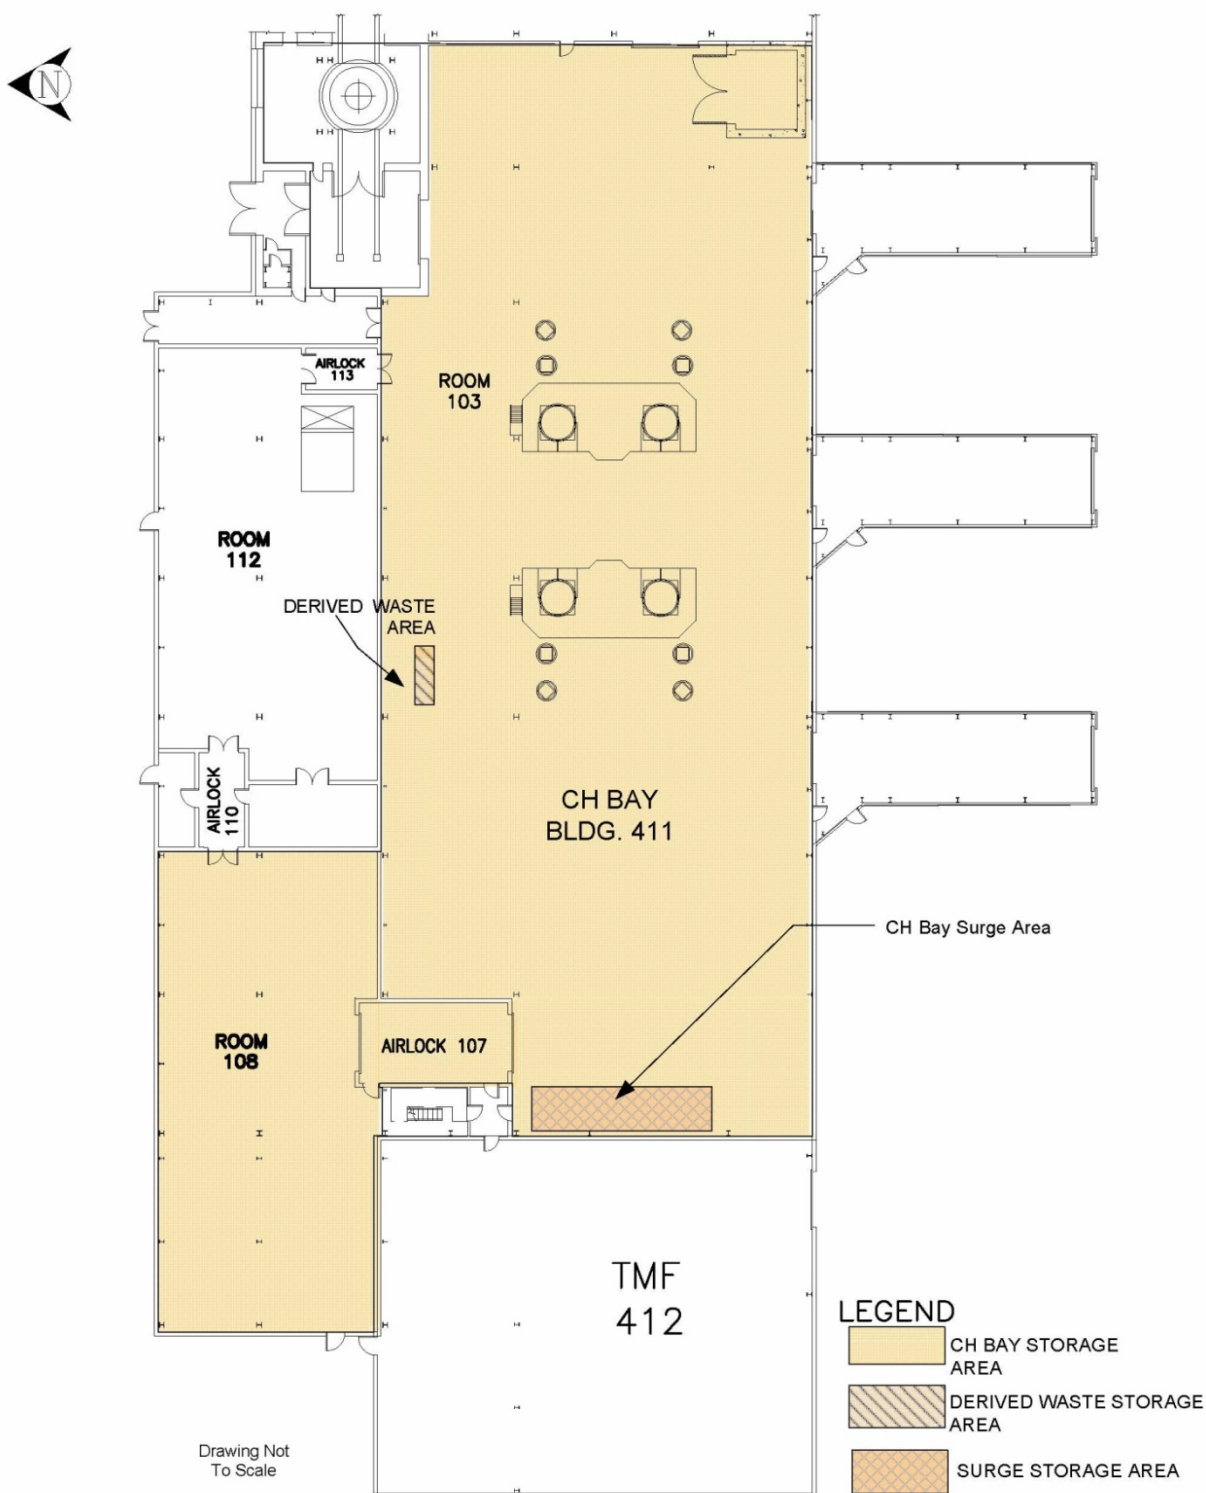 N
AIRLOCK
113
ROOM
103
ROOM
112
DERIVED WASTE
AREA
AIRLOCK
110
CH BAY
BLDG. 411
CH Bay Surge Area
ROOM
108
AIRLOCK 107
TMF
412
LEGEND
CH BAY STORAGE
AREA
DERIVED WASTE STORAGE
AREA
SURGE STORAGE AREA
Drawing Not
To Scale